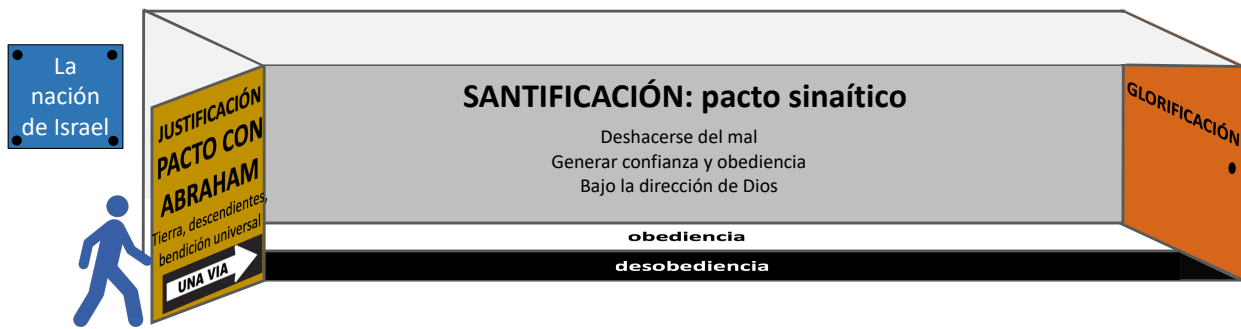 La
nación
de Israel
JUSTIFICACIÓN
PACTO CON
ABRAHAM
Tierra, descendientes,
bendición universal
UNA VIA
SANTIFICACIÓN: pacto sinaítico
Deshacerse del mal
Generar confianza y obediencia
Bajo la dirección de Dios
obediencia
desobediencia
GLORIFICACIÓN